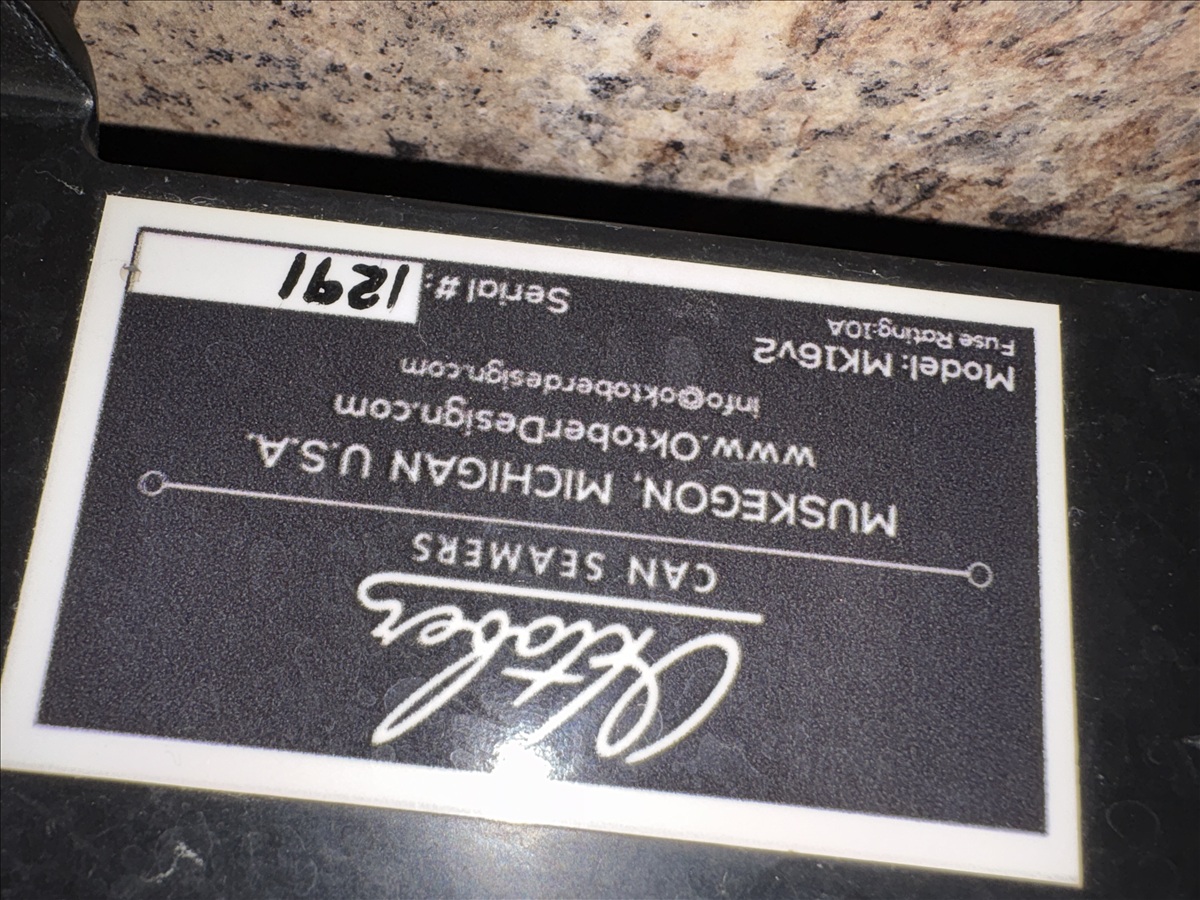 Oktober
CAN SEAMERS
MUSKEGON, MICHIGAN U.S.A.
www.OktoberDesign.com
info@oktoberdesign.com
Model: MK16v2
Fuse Rating:10A
Serial #: 1291